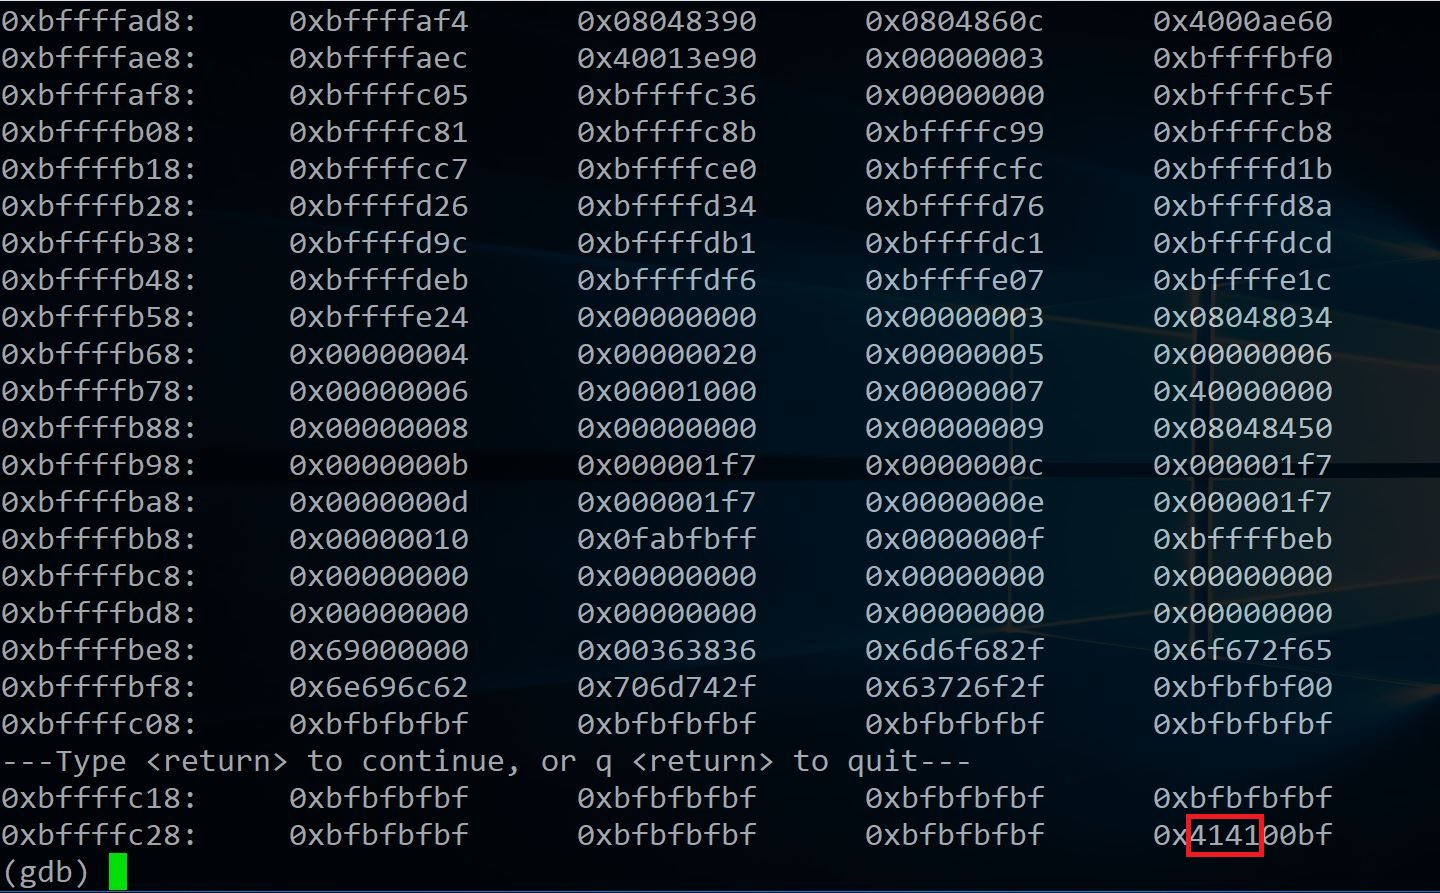 0xbffffad8: 0xbffffaf4 0x08048390 0x0804860c 0x4000ae60
0xbffffae8: 0xbffffaec 0x40013e90 0x00000003 0xbffffbf0
0xbffffaf8: 0xbffffc05 0xbffffc36 0x00000000 0xbffffc5f
0xbffffb08: 0xbffffc81 0xbffffc8b 0xbffffc99 0xbffffcb8
0xbffffb18: 0xbffffcc7 0xbffffce0 0xbffffcfc 0xbffffd1b
0xbffffb28: 0xbffffd26 0xbffffd34 0xbffffd76 0xbffffd8a
0xbffffb38: 0xbffffd9c 0xbffffdb1 0xbffffdc1 0xbffffdcd
0xbffffb48: 0xbffffdeb 0xbffffdf6 0xbffffe07 0xbffffe1c
0xbffffb58: 0xbffffe24 0x00000000 0x00000003 0x08048034
0xbffffb68: 0x00000004 0x00000020 0x00000005 0x00000006
0xbffffb78: 0x00000006 0x00001000 0x00000007 0x40000000
0xbffffb88: 0x00000008 0x00000000 0x00000009 0x08048450
0xbffffb98: 0x0000000b 0x000001f7 0x0000000c 0x000001f7
0xbffffba8: 0x0000000d 0x000001f7 0x0000000e 0x000001f7
0xbffffbb8: 0x00000010 0x0fabfbff 0x0000000f 0xbffffbeb
0xbffffbc8: 0x00000000 0x00000000 0x00000000 0x00000000
0xbffffbd8: 0x00000000 0x00000000 0x00000000 0x00000000
0xbffffbe8: 0x69000000 0x00363836 0x6d6f682f 0x6f672f65
0xbffffbf8: 0x6e696c62 0x706d742f 0x63726f2f 0xbfbfbf00
0xbffffc08: 0xbfbfbfbf 0xbfbfbfbf 0xbfbfbfbf 0xbfbfbfbf
---Type <return> to continue, or q <return> to quit---
0xbffffc18: 0xbfbfbfbf 0xbfbfbfbf 0xbfbfbfbf 0xbfbfbfbf
0xbffffc28: 0xbfbfbfbf 0xbfbfbfbf 0xbfbfbfbf 0x414100bf
(gdb)